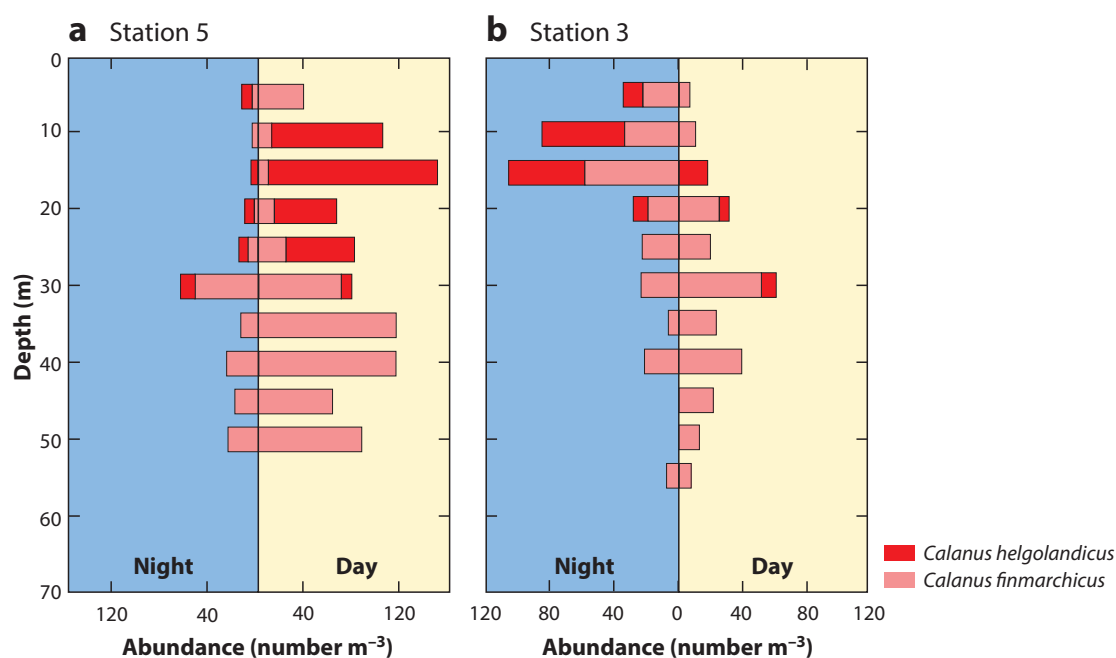 a Station 5
b Station 3
0
10
20
30
40
50
60
70
Depth (m)
Night
Day
Night
Day
120
40
40
120
120
80
40
0
40
80
120
Abundance (number m⁻³)
Abundance (number m⁻³)
Calanus helgolandicus
Calanus finmarchicus